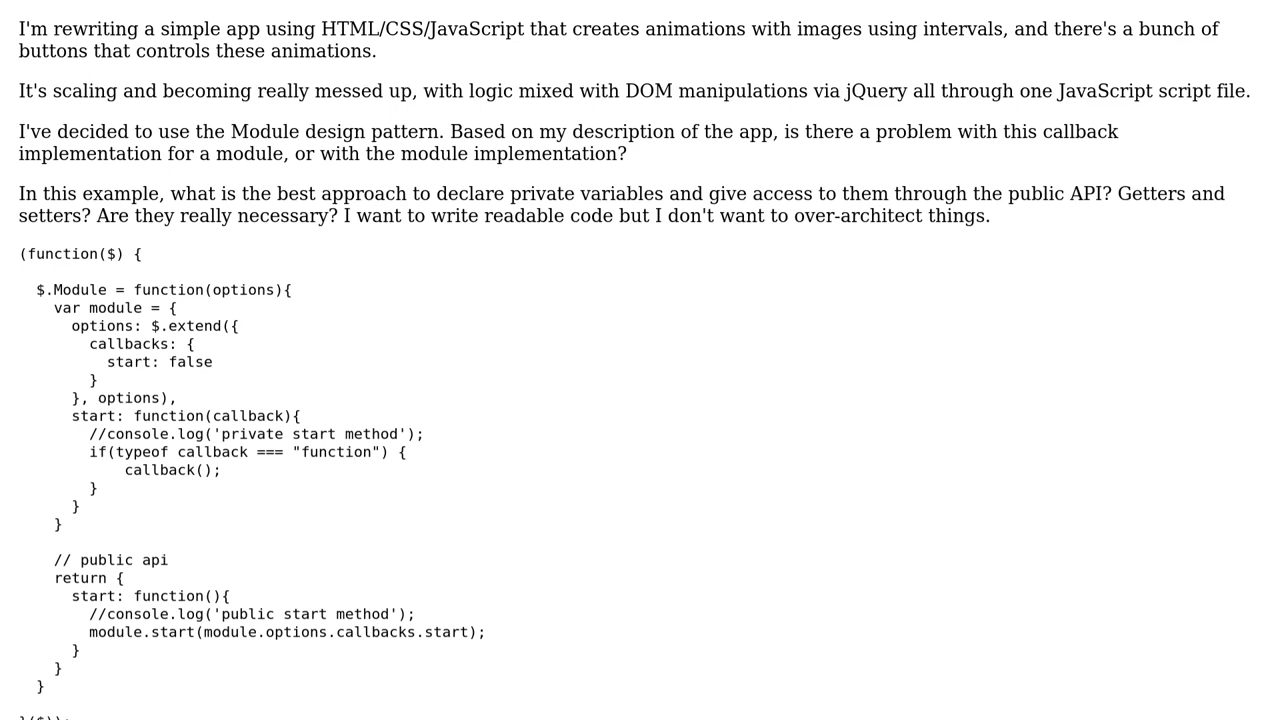 I'm rewriting a simple app using HTML/CSS/JavaScript that creates animations with images using intervals, and there's a bunch of
buttons that controls these animations.
It's scaling and becoming really messed up, with logic mixed with DOM manipulations via jQuery all through one JavaScript script file.
I've decided to use the Module design pattern. Based on my description of the app, is there a problem with this callback
implementation for a module, or with the module implementation?
In this example, what is the best approach to declare private variables and give access to them through the public API? Getters and
setters? Are they really necessary? I want to write readable code but I don't want to over-architect things.
(function($) {
  $.Module = function(options){
    var module = {
      options: $.extend({
        callbacks: {
          start: false
        }
      }, options),
      start: function(callback){
        //console.log('private start method');
        if(typeof callback === "function") {
            callback();
        }
      }
    }
    // public api
    return {
      start: function(){
        //console.log('public start method');
        module.start(module.options.callbacks.start);
      }
    }
  }
}($));